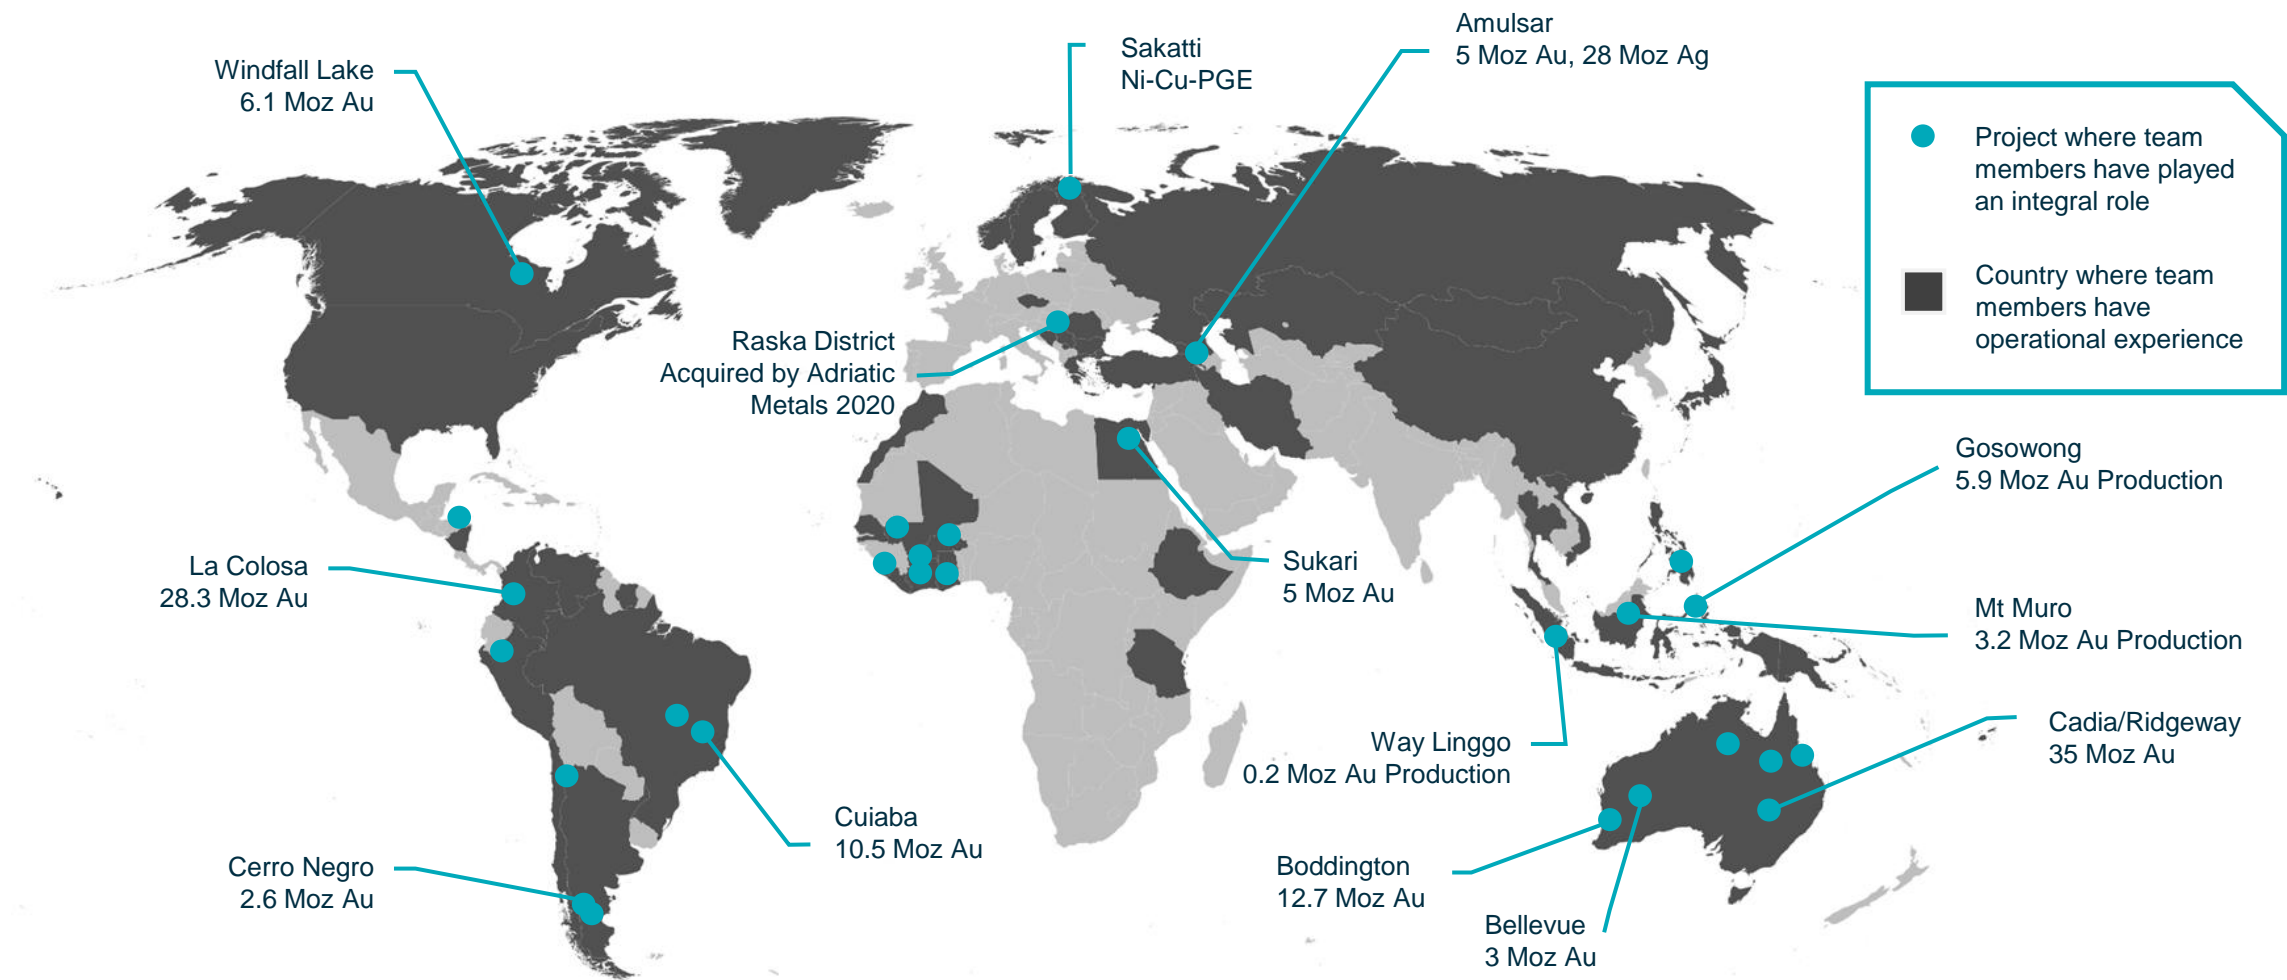 Windfall Lake
6.1 Moz Au
Sakatti
Ni-Cu-PGE
Amulsar
5 Moz Au, 28 Moz Ag
Project where team
members have played
an integral role
Country where team
members have
operational experience
Raska District
Acquired by Adriatic
Metals 2020
Gosowong
5.9 Moz Au Production
La Colosa
28.3 Moz Au
Sukari
5 Moz Au
Mt Muro
3.2 Moz Au Production
Way Linggo
0.2 Moz Au Production
Cadia/Ridgeway
35 Moz Au
Cuiaba
10.5 Moz Au
Cerro Negro
2.6 Moz Au
Boddington
12.7 Moz Au
Bellevue
3 Moz Au